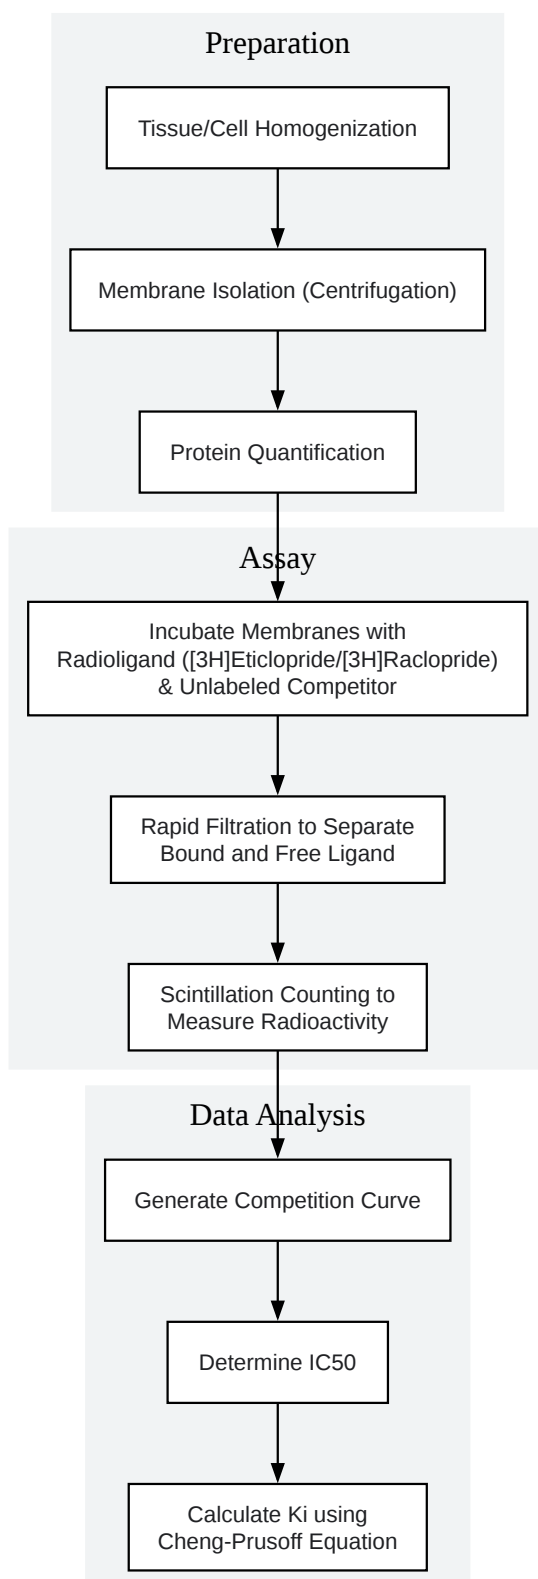 Preparation
Tissue/Cell Homogenization
Membrane Isolation (Centrifugation)
Protein Quantification
Assay
Incubate Membranes with
Radioligand ([3H]Eticlopride/[3H]Raclopride)
& Unlabeled Competitor
Rapid Filtration to Separate
Bound and Free Ligand
Scintillation Counting to
Measure Radioactivity
Data Analysis
Generate Competition Curve
Determine IC50
Calculate Ki using
Cheng-Prusoff Equation